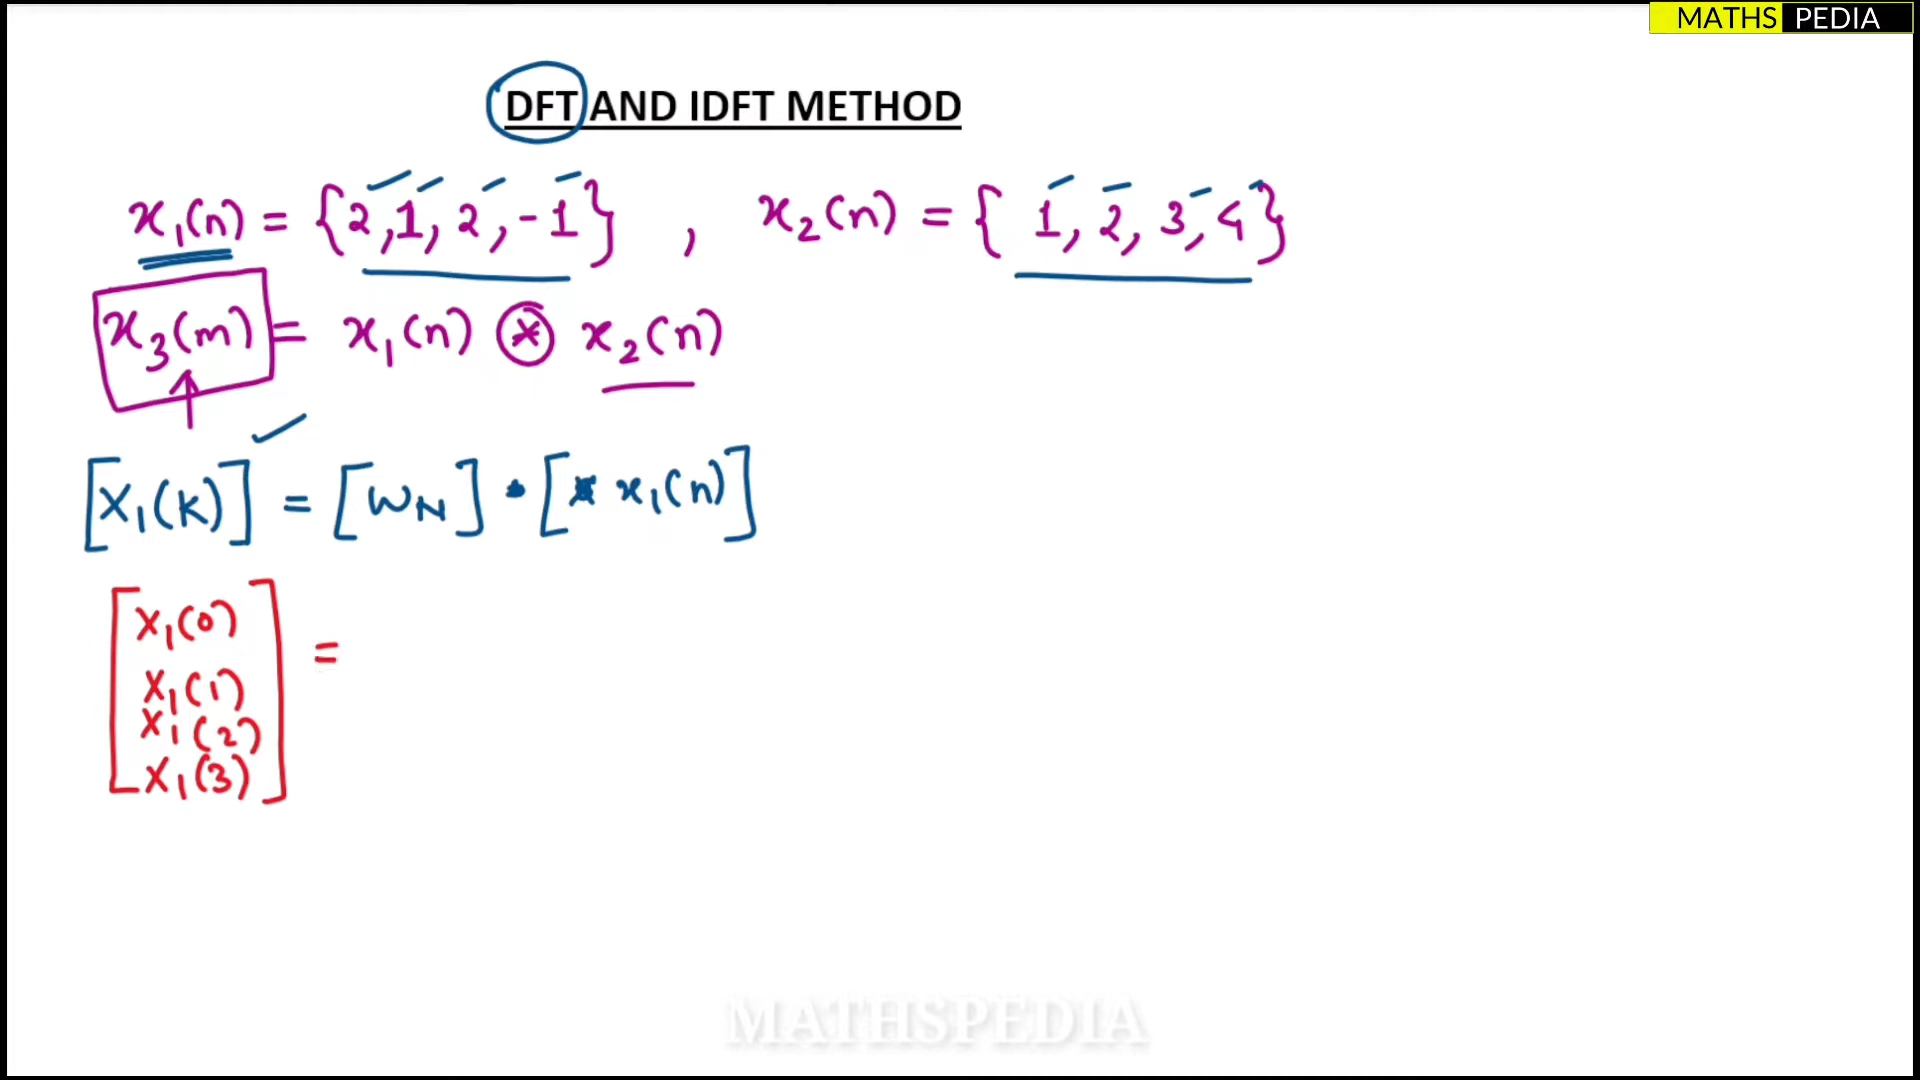 MATHS PEDIA
DFT AND IDFT METHOD
x₁(n) = {2,1,2,-1} , x₂(n) = {1,2,3,4}
x₃(m) = x₁(n) ⊛ x₂(n)
[X₁(K)] = [W_N] · [x₁(n)]
[X₁(0)
X₁(1) =
X₁(2)
X₁(3)]
MATHSPEDIA